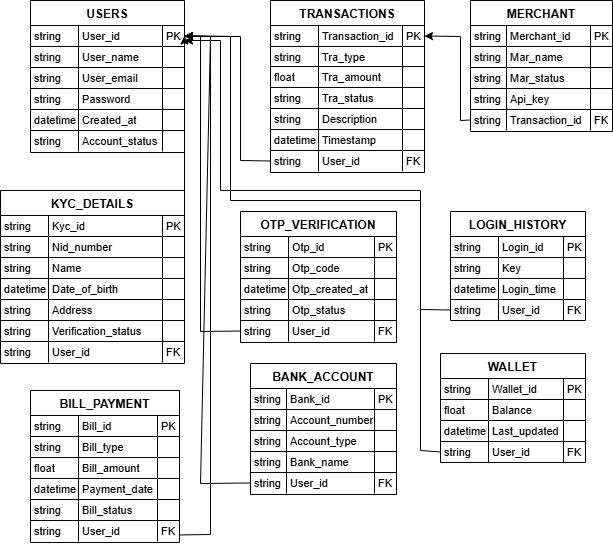 USERS
string User_id PK
string User_name
string User_email
string Password
datetime Created_at
string Account_status
TRANSACTIONS
string Transaction_id PK
string Tra_type
float Tra_amount
string Tra_status
string Description
datetime Timestamp
string User_id FK
MERCHANT
string Merchant_id PK
string Mar_name
string Mar_status
string Api_key
string Transaction_id FK
KYC_DETAILS
string Kyc_id PK
string Nid_number
string Name
datetime Date_of_birth
string Address
string Verification_status
string User_id FK
OTP_VERIFICATION
string Otp_id PK
string Otp_code
datetime Otp_created_at
string Otp_status
string User_id FK
LOGIN_HISTORY
string Login_id PK
string Key
datetime Login_time
string User_id FK
BILL_PAYMENT
string Bill_id PK
string Bill_type
float Bill_amount
datetime Payment_date
string Bill_status
string User_id FK
BANK_ACCOUNT
string Bank_id PK
string Account_number
string Account_type
string Bank_name
string User_id FK
WALLET
string Wallet_id PK
float Balance
datetime Last_updated
string User_id FK